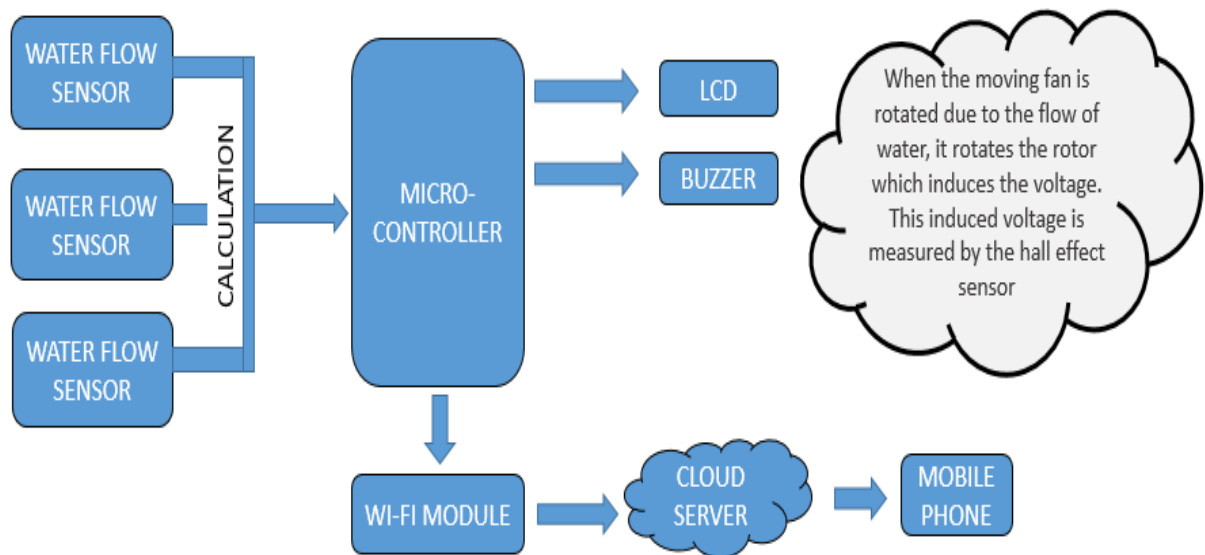 WATER FLOW
SENSOR
WATER FLOW
SENSOR
WATER FLOW
SENSOR
CALCULATION
MICRO-
CONTROLLER
LCD
BUZZER
When the moving fan is
rotated due to the flow of
water, it rotates the rotor
which induces the voltage.
This induced voltage is
measured by the hall effect
sensor
WI-FI MODULE
CLOUD
SERVER
MOBILE
PHONE